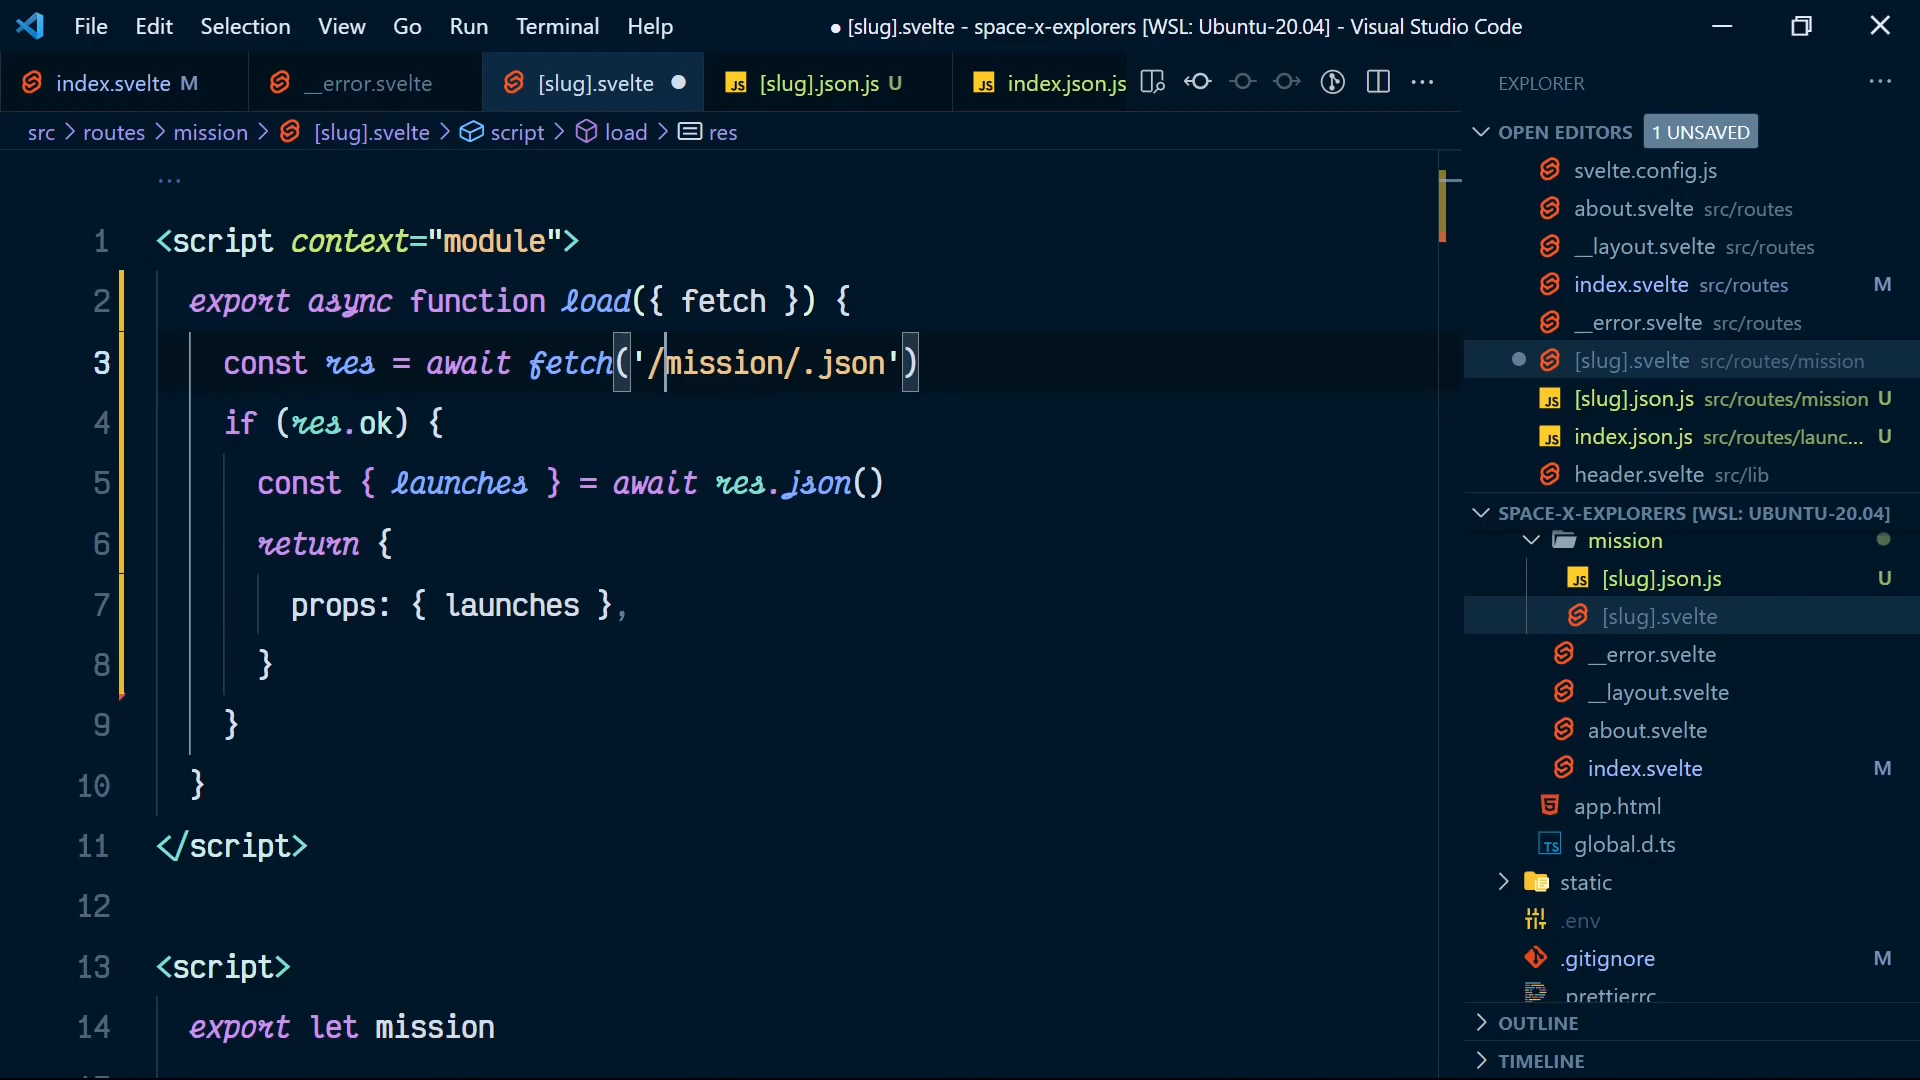 File Edit Selection View Go Run Terminal Help ● [slug].svelte - space-x-explorers [WSL: Ubuntu-20.04] - Visual Studio Code
index.svelte M __error.svelte [slug].svelte [slug].json.js U index.json.js
src > routes > mission > [slug].svelte > script > load > res
1 <script context="module">
2 export async function load({ fetch }) {
3 const res = await fetch('/mission/.json')
4 if (res.ok) {
5 const { launches } = await res.json()
6 return {
7 props: { launches },
8 }
9 }
10 }
11 </script>
12
13 <script>
14 export let mission
EXPLORER
OPEN EDITORS 1 UNSAVED
svelte.config.js
about.svelte src/routes
__layout.svelte src/routes
index.svelte src/routes M
__error.svelte src/routes
[slug].svelte src/routes/mission
[slug].json.js src/routes/mission U
index.json.js src/routes/launc... U
header.svelte src/lib
SPACE-X-EXPLORERS [WSL: UBUNTU-20.04]
mission
[slug].json.js U
[slug].svelte
__error.svelte
__layout.svelte
about.svelte
index.svelte M
app.html
global.d.ts
static
.env
.gitignore M
.prettierrc
OUTLINE
TIMELINE